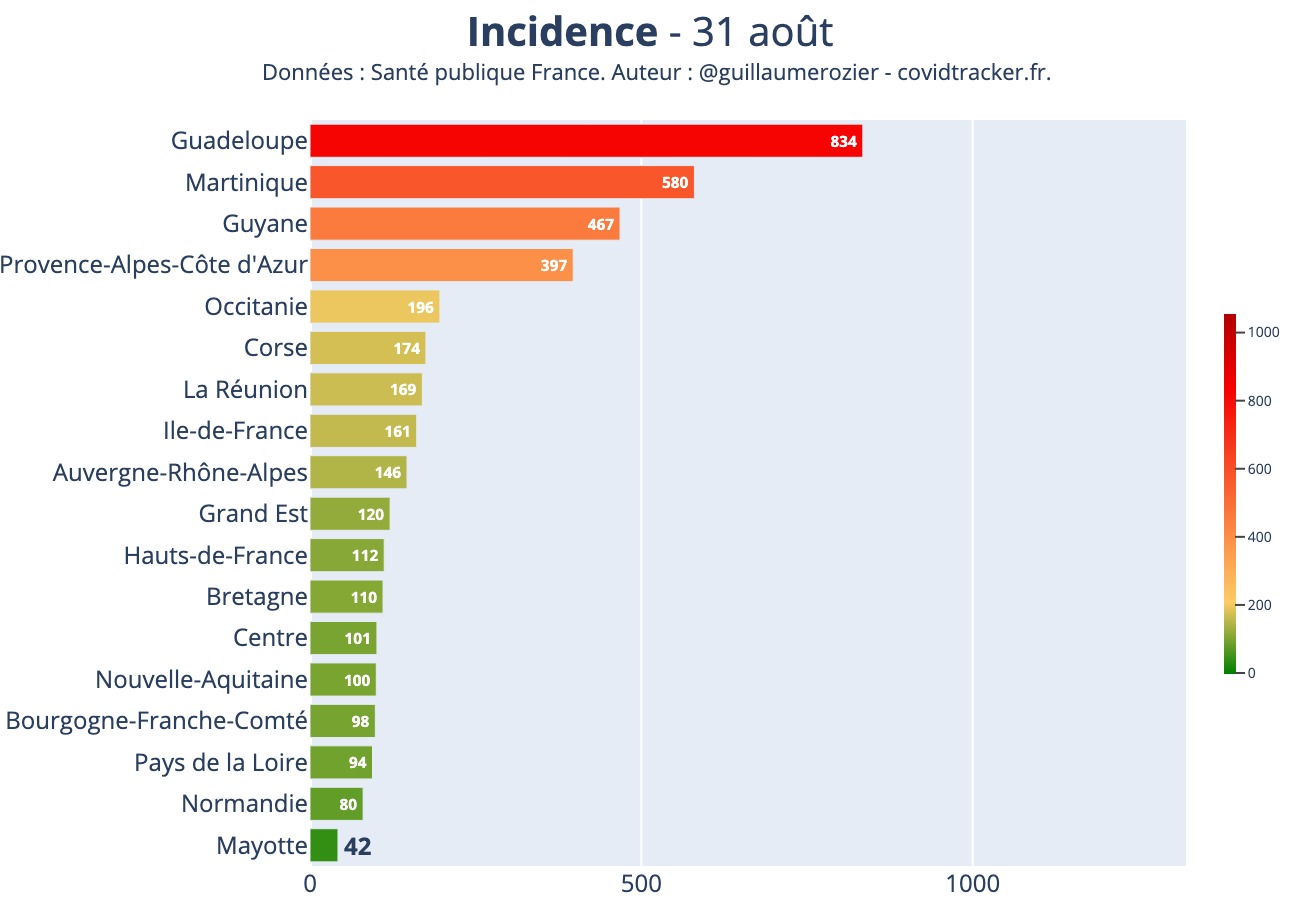 Incidence - 31 août
Données : Santé publique France. Auteur : @guillaumerozier - covidtracker.fr.
Guadeloupe 834
Martinique 580
Guyane 467
Provence-Alpes-Côte d'Azur 397
Occitanie 196
Corse 174
La Réunion 169
Ile-de-France 161
Auvergne-Rhône-Alpes 146
Grand Est 120
Hauts-de-France 112
Bretagne 110
Centre 101
Nouvelle-Aquitaine 100
Bourgogne-Franche-Comté 98
Pays de la Loire 94
Normandie 80
Mayotte 42
0 500 1000
1000
800
600
400
200
0